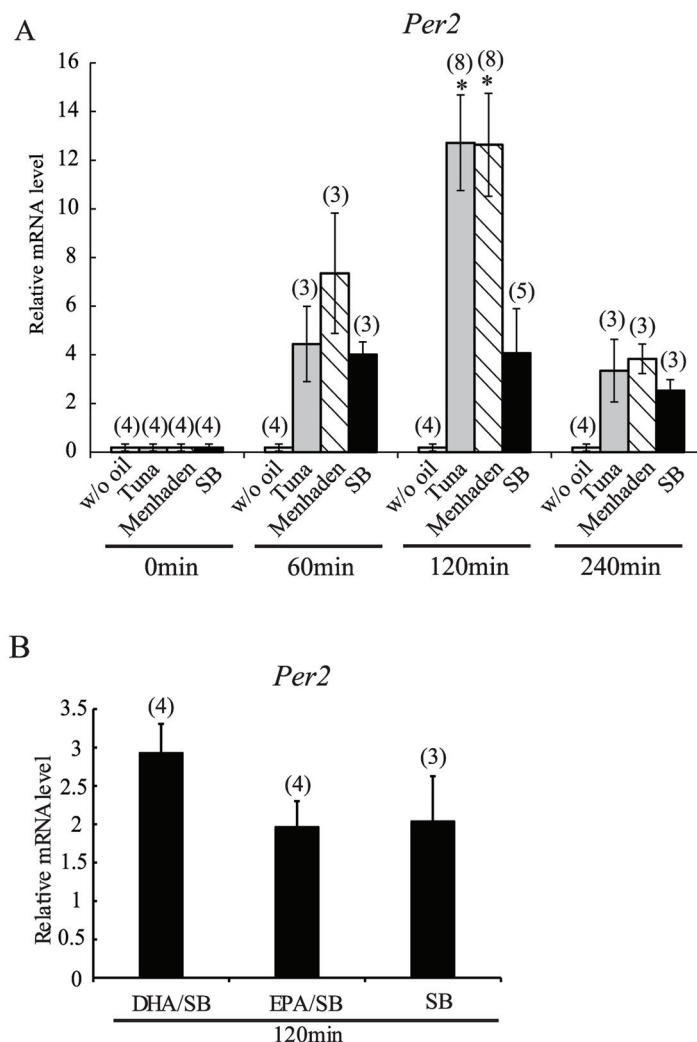 A
Per2
Relative mRNA level
16
14
12
10
8
6
4
2
0
(4) (4) (4) (4)
(4) (3) (3) (3)
(4) (8) (8) (5)
* *
(4) (3) (3) (3)
w/o oil Tuna Menhaden SB w/o oil Tuna Menhaden SB w/o oil Tuna Menhaden SB w/o oil Tuna Menhaden SB
0min 60min 120min 240min
B
Per2
Relative mRNA level
3.5
3
2.5
2
1.5
1
0.5
0
(4) (4) (3)
DHA/SB EPA/SB SB
120min